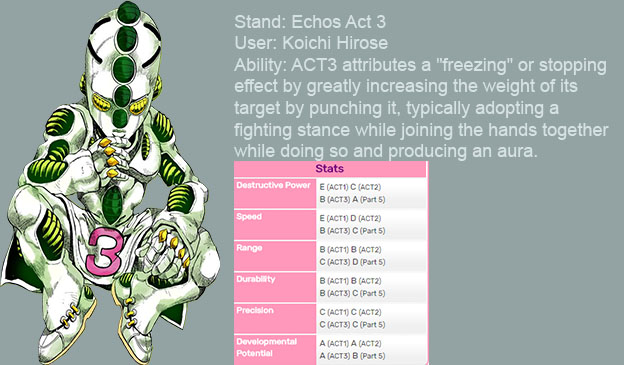 Stand: Echos Act 3
User: Koichi Hirose
Ability: ACT3 attributes a "freezing" or stopping
effect by greatly increasing the weight of its
target by punching it, typically adopting a
fighting stance while joining the hands together
while doing so and producing an aura.
Stats
Destructive Power E (ACT1) C (ACT2)
B (ACT3) A (Part 5)
Speed E (ACT1) D (ACT2)
B (ACT3) C (Part 5)
Range B (ACT1) B (ACT2)
C (ACT3) D (Part 5)
Durability B (ACT1) B (ACT2)
B (ACT3) C (Part 5)
Precision C (ACT1) C (ACT2)
C (ACT3) C (Part 5)
Developmental A (ACT1) A (ACT2)
Potential A (ACT3) B (Part 5)
3